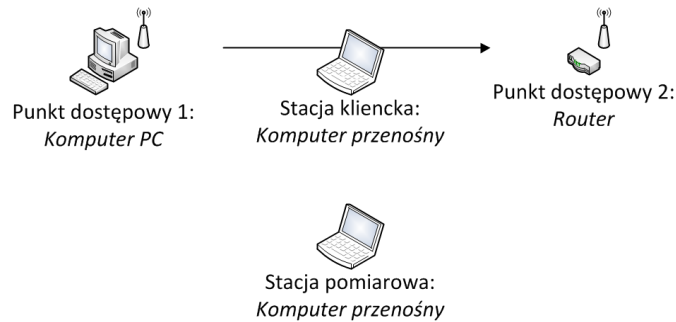 Punkt dostępowy 1:
Komputer PC
Stacja kliencka:
Komputer przenośny
Punkt dostępowy 2:
Router
Stacja pomiarowa:
Komputer przenośny